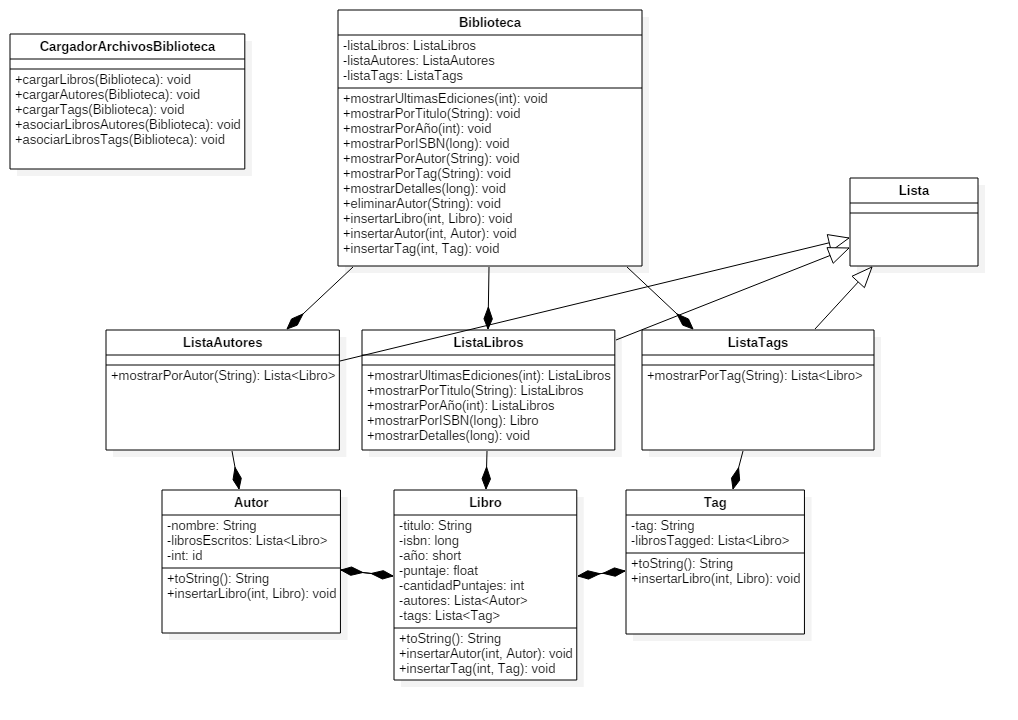 CargadorArchivosBiblioteca
+cargarLibros(Biblioteca): void
+cargarAutores(Biblioteca): void
+cargarTags(Biblioteca): void
+asociarLibrosAutores(Biblioteca): void
+asociarLibrosTags(Biblioteca): void
Biblioteca
-listaLibros: ListaLibros
-listaAutores: ListaAutores
-listaTags: ListaTags
+mostrarUltimasEdiciones(int): void
+mostrarPorTitulo(String): void
+mostrarPorAño(int): void
+mostrarPorISBN(long): void
+mostrarPorAutor(String): void
+mostrarPorTag(String): void
+mostrarDetalles(long): void
+eliminarAutor(String): void
+insertarLibro(int, Libro): void
+insertarAutor(int, Autor): void
+insertarTag(int, Tag): void
Lista
ListaAutores
+mostrarPorAutor(String): Lista<Libro>
ListaLibros
+mostrarUltimasEdiciones(int): ListaLibros
+mostrarPorTitulo(String): ListaLibros
+mostrarPorAño(int): ListaLibros
+mostrarPorISBN(long): Libro
+mostrarDetalles(long): void
ListaTags
+mostrarPorTag(String): Lista<Libro>
Autor
-nombre: String
-librosEscritos: Lista<Libro>
-int: id
+toString(): String
+insertarLibro(int, Libro): void
Libro
-titulo: String
-isbn: long
-año: short
-puntaje: float
-cantidadPuntajes: int
-autores: Lista<Autor>
-tags: Lista<Tag>
+toString(): String
+insertarAutor(int, Autor): void
+insertarTag(int, Tag): void
Tag
-tag: String
-librosTagged: Lista<Libro>
+toString(): String
+insertarLibro(int, Libro): void